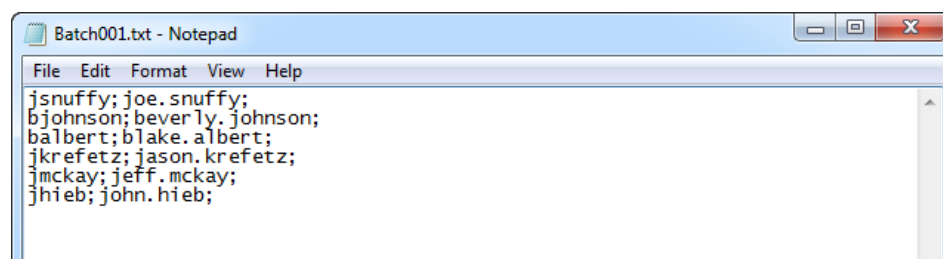 Batch001.txt - Notepad
File Edit Format View Help
jsnuffy;joe.snuffy;
bjohnson;beverly.johnson;
balbert;blake.albert;
jkrefetz;jason.krefetz;
jmckay;jeff.mckay;
jhieb;john.hieb;